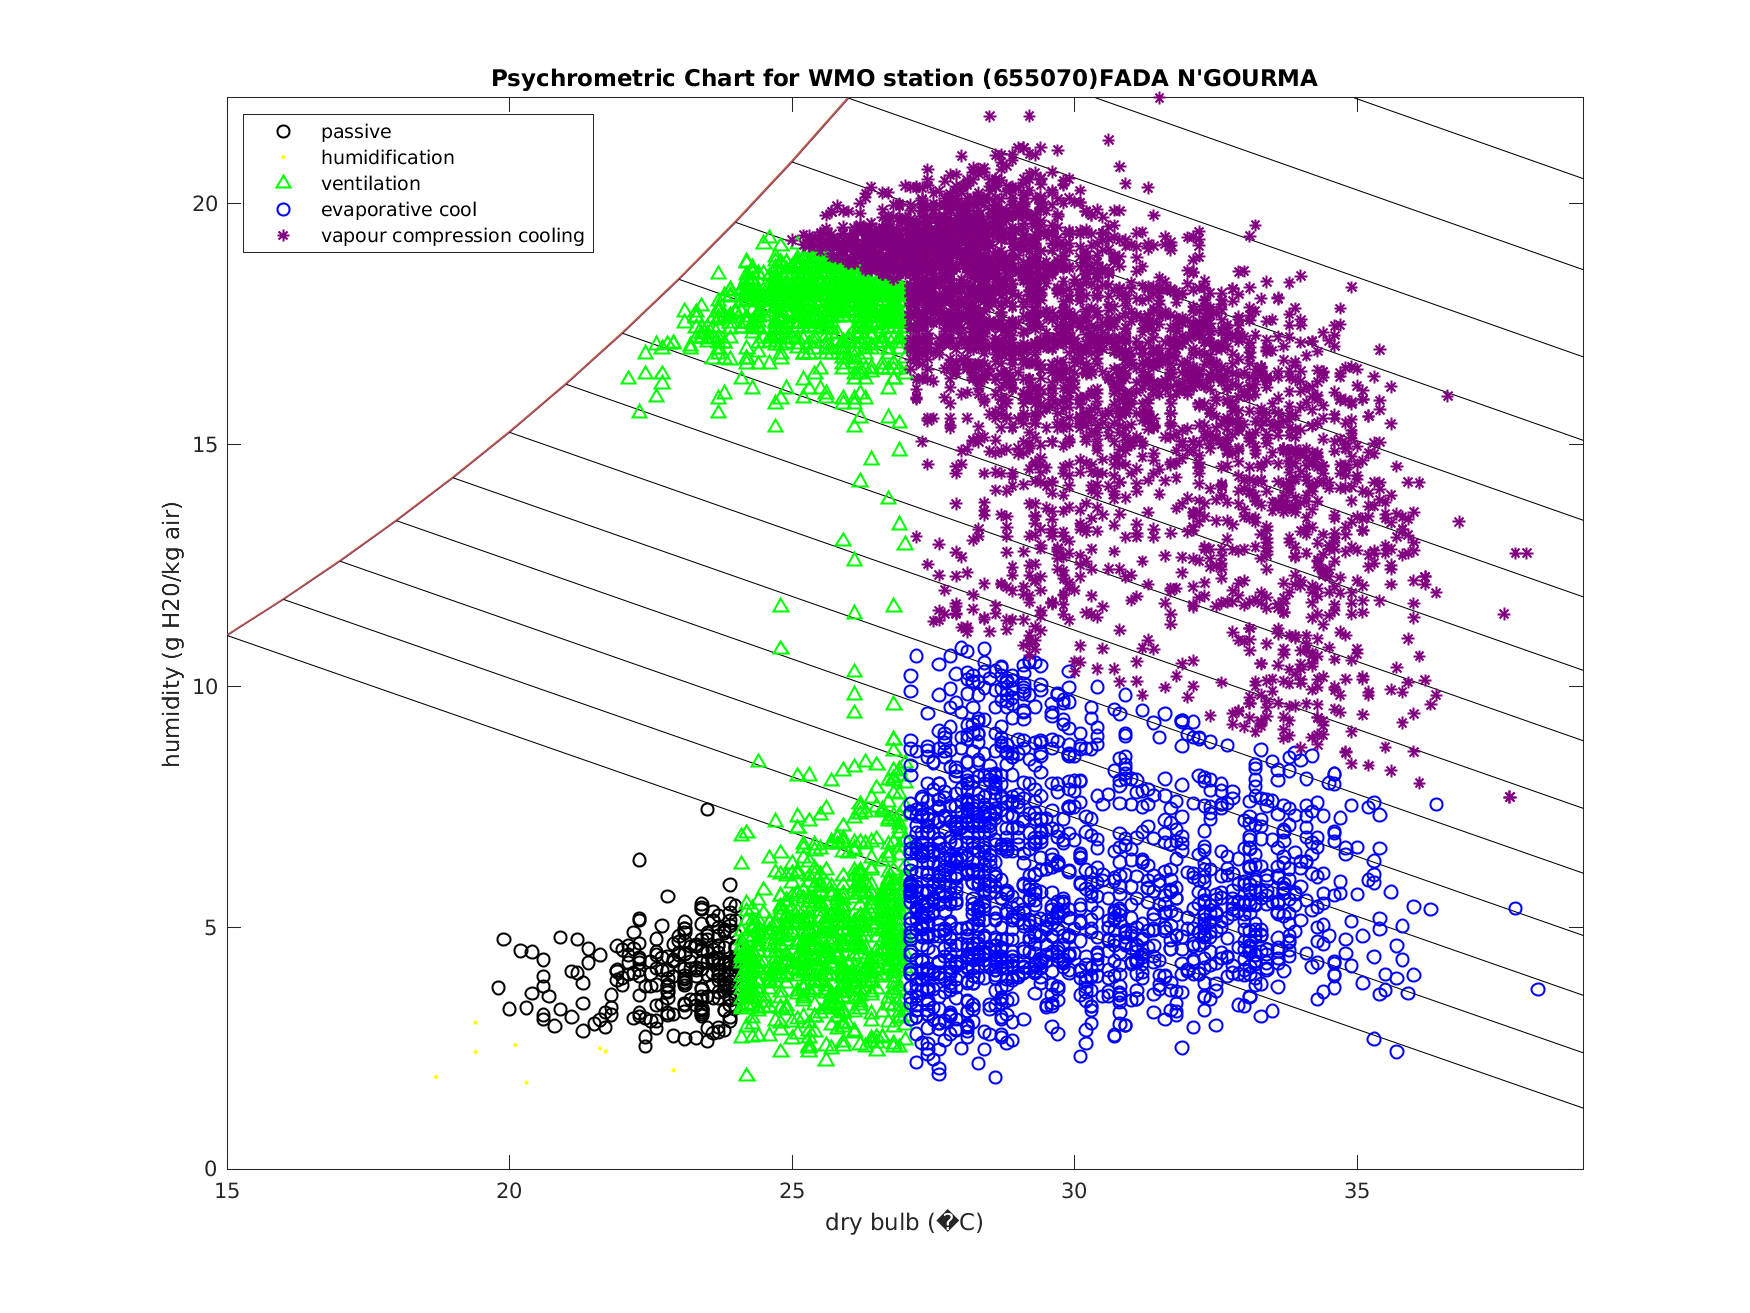 Psychrometric Chart for WMO station (655070)FADA N'GOURMA
passive
humidification
ventilation
evaporative cool
vapour compression cooling
humidity (g H20/kg air)
20
15
10
5
0
15
20
25
30
35
dry bulb (�C)